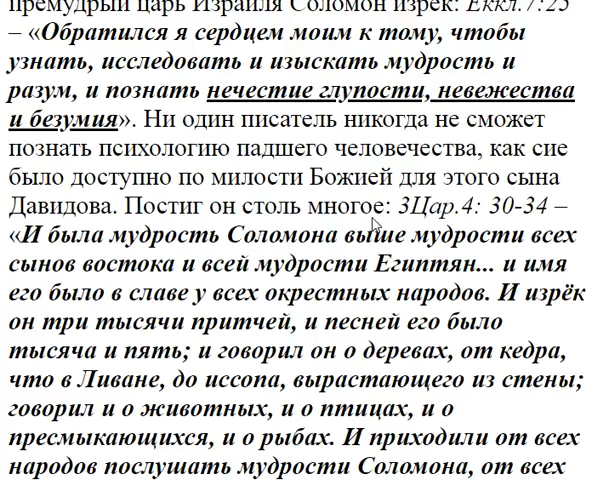 премудрый царь Израиля Соломон изрек: Еккл.7:25
– «Обратился я сердцем моим к тому, чтобы
узнать, исследовать и изыскать мудрость и
разум, и познать нечестие глупости, невежества
и безумия». Ни один писатель никогда не сможет
познать психологию падшего человечества, как сие
было доступно по милости Божией для этого сына
Давидова. Постиг он столь многое: 3Цар.4: 30-34 –
«И была мудрость Соломона выше мудрости всех
сынов востока и всей мудрости Египтян... и имя
его было в славе у всех окрестных народов. И изрёк
он три тысячи притчей, и песней его было
тысяча и пять; и говорил он о деревах, от кедра,
что в Ливане, до иссопа, вырастающего из стены;
говорил и о животных, и о птицах, и о
пресмыкающихся, и о рыбах. И приходили от всех
народов послушать мудрости Соломона, от всех